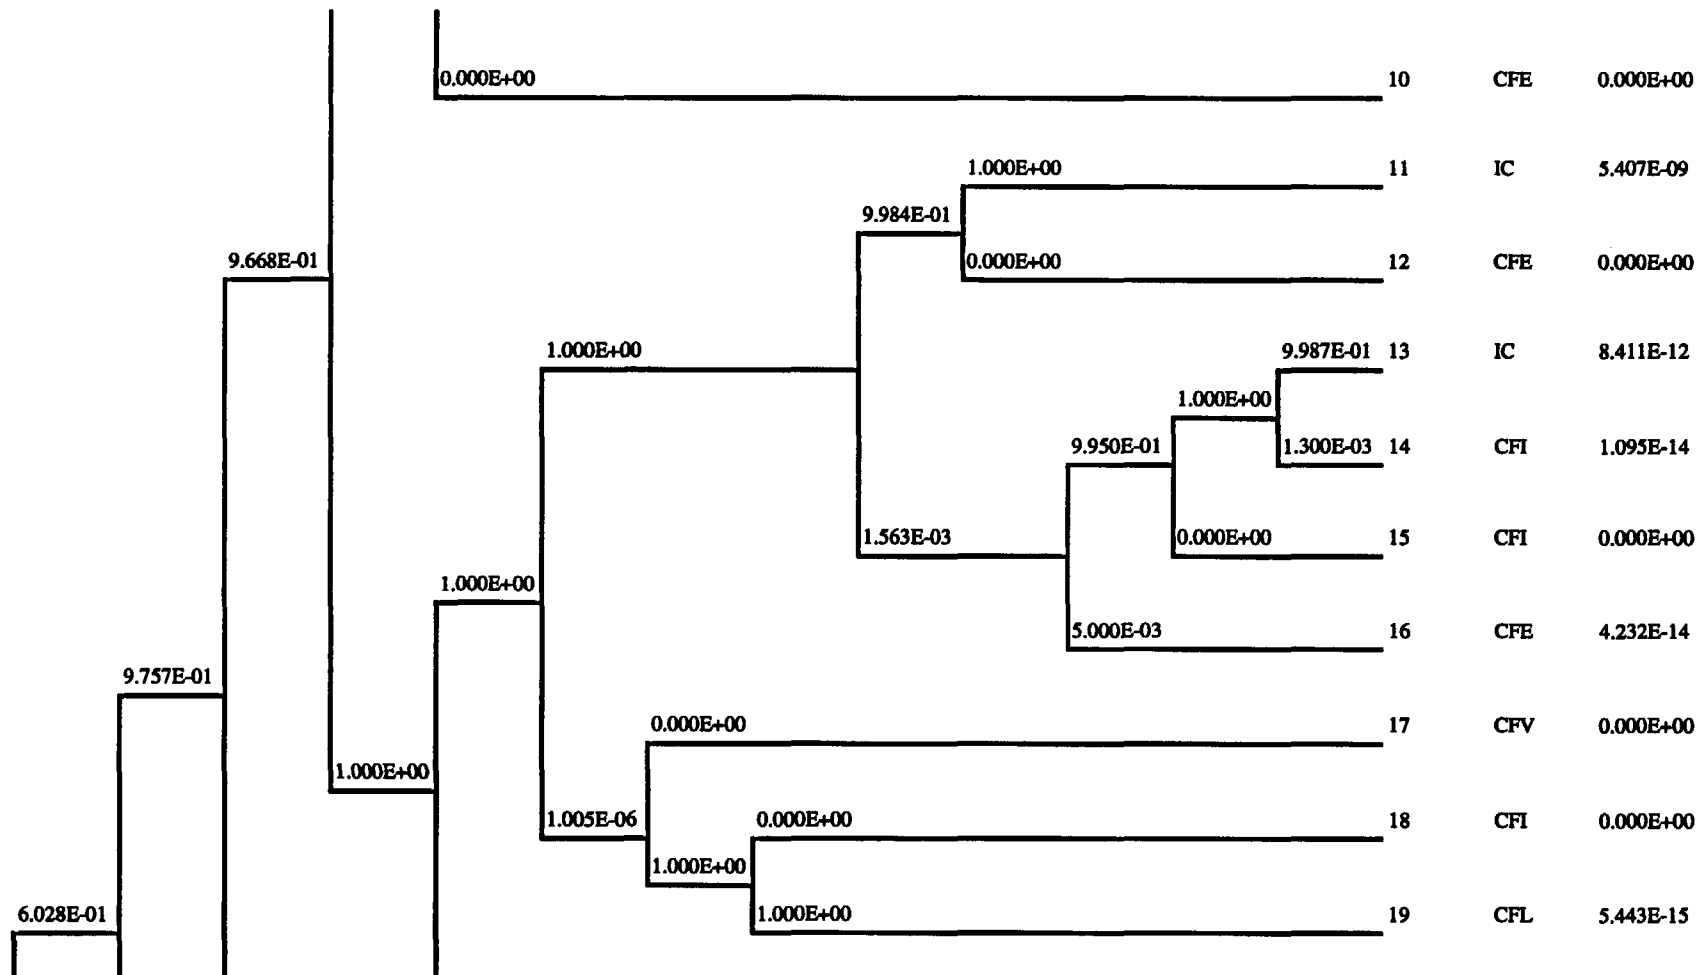 0.000E+00 10 CFE 0.000E+00
1.000E+00 11 IC 5.407E-09
9.984E-01
9.668E-01 0.000E+00 12 CFE 0.000E+00
1.000E+00 9.987E-01 13 IC 8.411E-12
1.000E+00
9.950E-01 1.300E-03 14 CFI 1.095E-14
1.563E-03 0.000E+00 15 CFI 0.000E+00
1.000E+00
5.000E-03 16 CFE 4.232E-14
9.757E-01
0.000E+00 17 CFV 0.000E+00
1.000E+00
1.005E-06 0.000E+00 18 CFI 0.000E+00
1.000E+00
6.028E-01 1.000E+00 19 CFL 5.443E-15